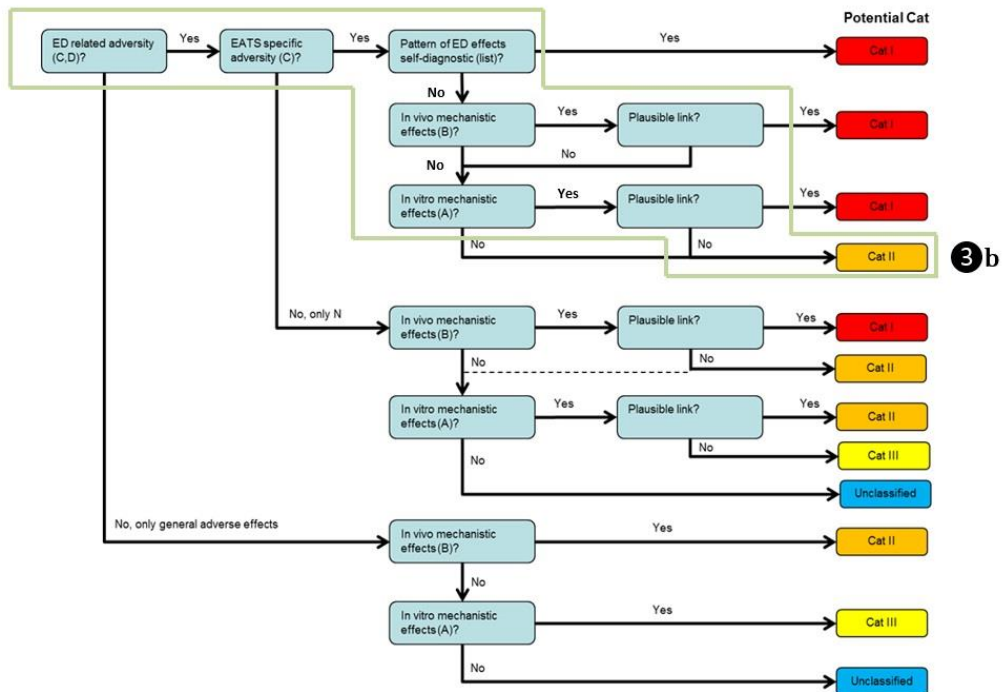 Potential Cat
ED related adversity
(C,D)?
Yes
EATS specific
adversity (C)?
Yes
Pattern of ED effects
self-diagnostic (list)?
Yes
Cat I
No
In vivo mechanistic
effects (B)?
Yes
Plausible link?
Yes
Cat I
No
No
In vitro mechanistic
effects (A)?
Yes
Plausible link?
Yes
Cat I
No
No
Cat II
❸b
No, only N
In vivo mechanistic
effects (B)?
Yes
Plausible link?
Yes
Cat I
No
No
Cat II
In vitro mechanistic
effects (A)?
Yes
Plausible link?
Yes
Cat II
No
No
Cat III
Unclassified
No, only general adverse effects
In vivo mechanistic
effects (B)?
Yes
Cat II
No
In vitro mechanistic
effects (A)?
Yes
Cat III
No
Unclassified